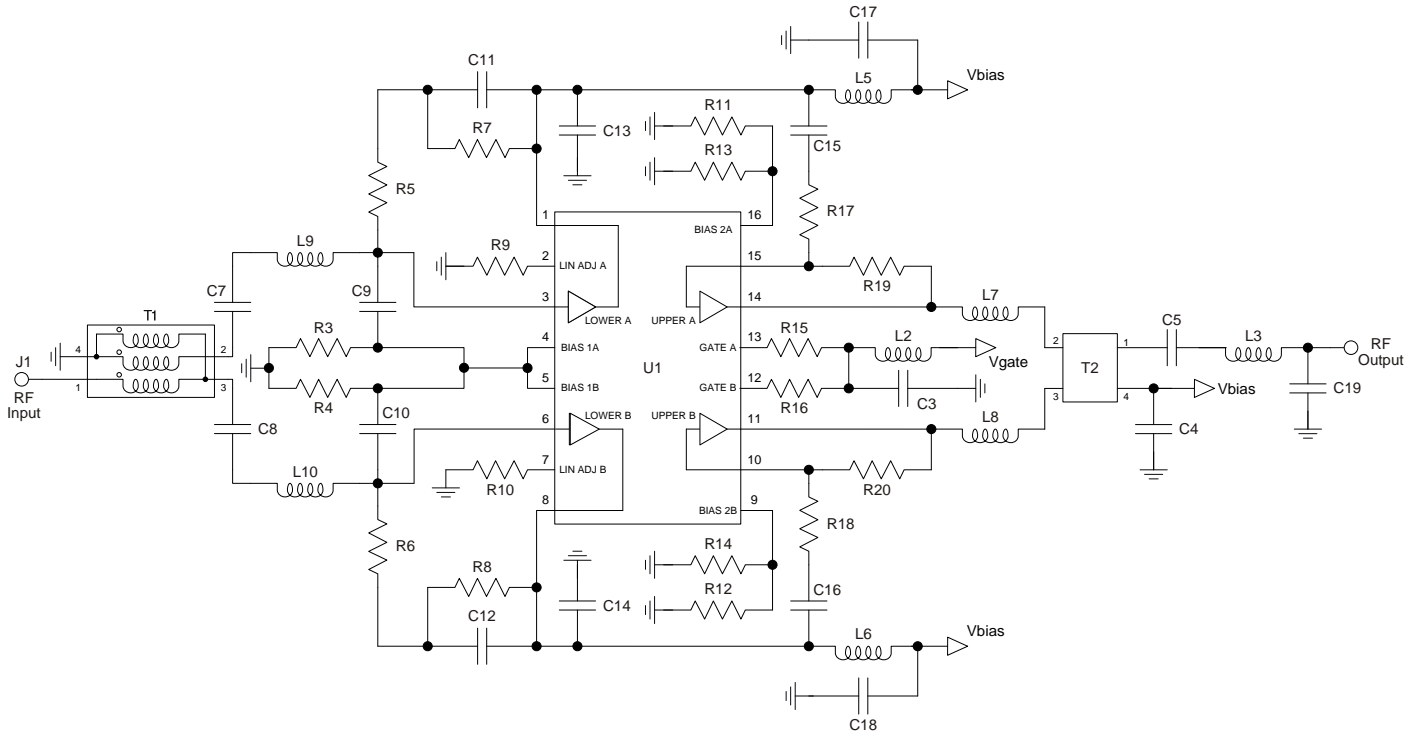 C17
C11
L5
Vbias
R7
C13
R11
C15
R13
R5
R17
1
16
BIAS 2A
L9
R9
2
LIN ADJ A
15
U1
R19
C7
C9
3
LOWER A
14
UPPER A
L7
T1
R3
4
BIAS 1A
13
GATE A
R15
L2
Vgate
C5
L3
J1
RF
Input
4
2
1
3
2
1
T2
3
4
RF
Output
R4
5
BIAS 1B
12
GATE B
R16
C3
Vbias
C19
C8
C10
6
LOWER B
11
UPPER B
L8
C4
L10
R10
7
LIN ADJ B
10
R20
8
9
BIAS 2B
R18
R6
R8
R14
C14
R12
C16
C12
L6
Vbias
C18